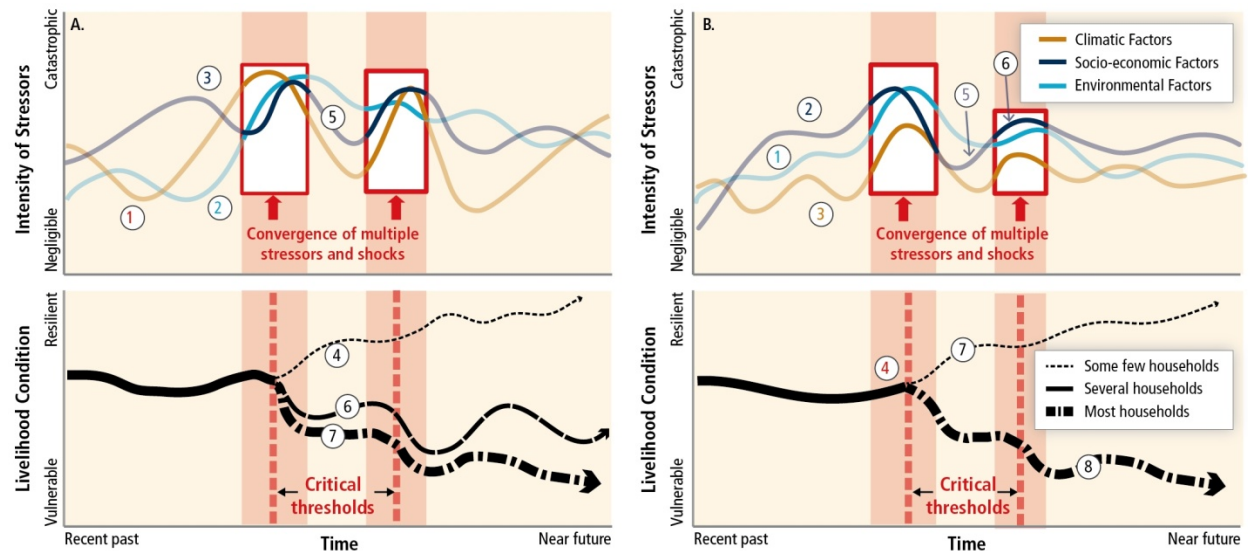 A.
Catastrophic
Intensity of Stressors
Negligible
3
5
1
2
Convergence of multiple
stressors and shocks
Resilient
Livelihood Condition
Vulnerable
4
6
7
Critical
thresholds
Recent past
Time
Near future
B.
Catastrophic
Intensity of Stressors
Negligible
Climatic Factors
Socio-economic Factors
Environmental Factors
6
5
2
1
3
Convergence of multiple
stressors and shocks
Resilient
Livelihood Condition
Vulnerable
7
4
8
Some few households
Several households
Most households
Critical
thresholds
Recent past
Time
Near future